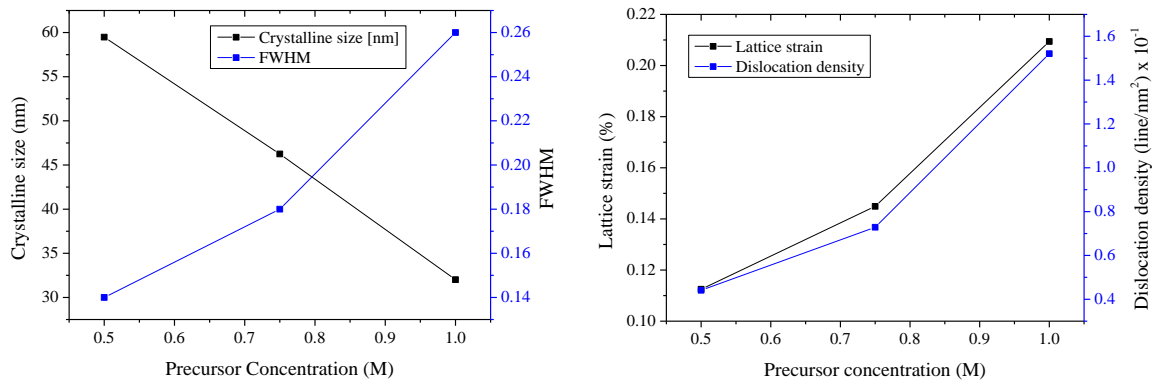 Crystalline size [nm]
FWHM
60
55
50
45
40
35
30
Crystalline size (nm)
0.26
0.24
0.22
0.20
0.18
0.16
0.14
FWHM
0.5 0.6 0.7 0.8 0.9 1.0
Precursor Concentration (M)
Lattice strain
Dislocation density
0.20
0.18
0.16
0.14
0.12
0.10
Lattice strain (%)
1.6
1.4
1.2
1.0
0.8
0.6
0.4
Dislocation density (line/nm²) x 10⁻¹
0.5 0.6 0.7 0.8 0.9 1.0
Precursor concentration (M)